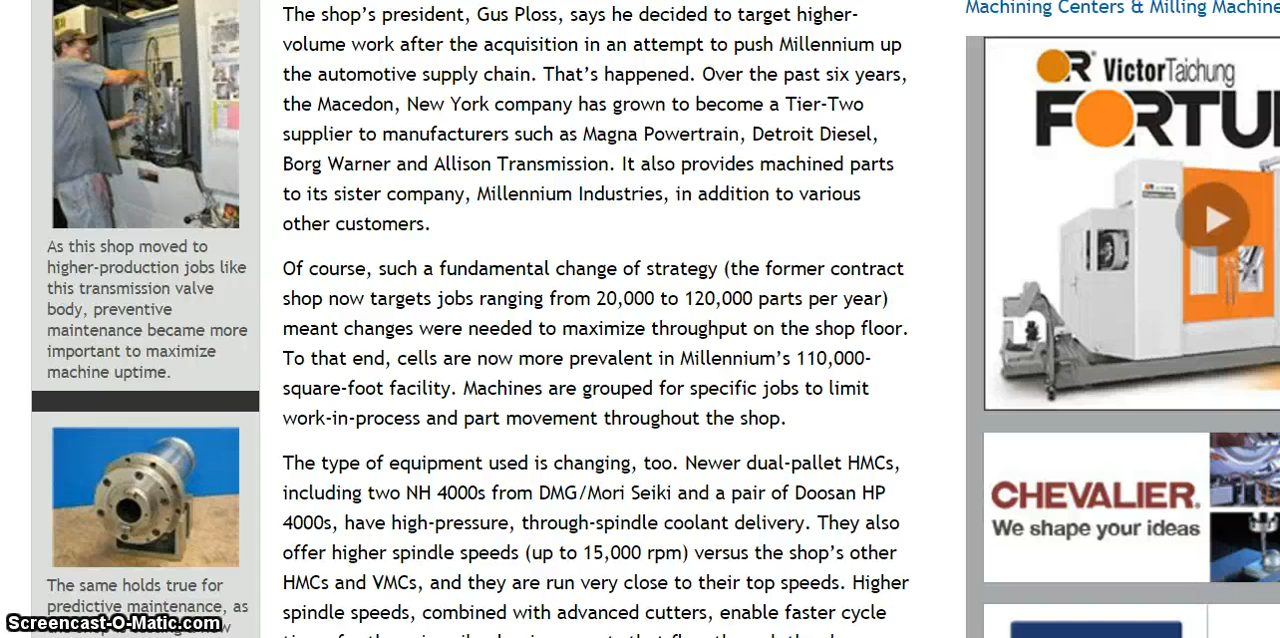 As this shop moved to
higher-production jobs like
this transmission valve
body, preventive
maintenance became more
important to maximize
machine uptime.
The same holds true for
predictive maintenance, as
The shop's president, Gus Ploss, says he decided to target higher-
volume work after the acquisition in an attempt to push Millennium up
the automotive supply chain. That's happened. Over the past six years,
the Macedon, New York company has grown to become a Tier-Two
supplier to manufacturers such as Magna Powertrain, Detroit Diesel,
Borg Warner and Allison Transmission. It also provides machined parts
to its sister company, Millennium Industries, in addition to various
other customers.
Of course, such a fundamental change of strategy (the former contract
shop now targets jobs ranging from 20,000 to 120,000 parts per year)
meant changes were needed to maximize throughput on the shop floor.
To that end, cells are now more prevalent in Millennium's 110,000-
square-foot facility. Machines are grouped for specific jobs to limit
work-in-process and part movement throughout the shop.
The type of equipment used is changing, too. Newer dual-pallet HMCs,
including two NH 4000s from DMG/Mori Seiki and a pair of Doosan HP
4000s, have high-pressure, through-spindle coolant delivery. They also
offer higher spindle speeds (up to 15,000 rpm) versus the shop's other
HMCs and VMCs, and they are run very close to their top speeds. Higher
spindle speeds, combined with advanced cutters, enable faster cycle
Machining Centers & Milling Machine
VictorTaichung
FORTU
CHEVALIER.
We shape your ideas
Screencast-O-Matic.com